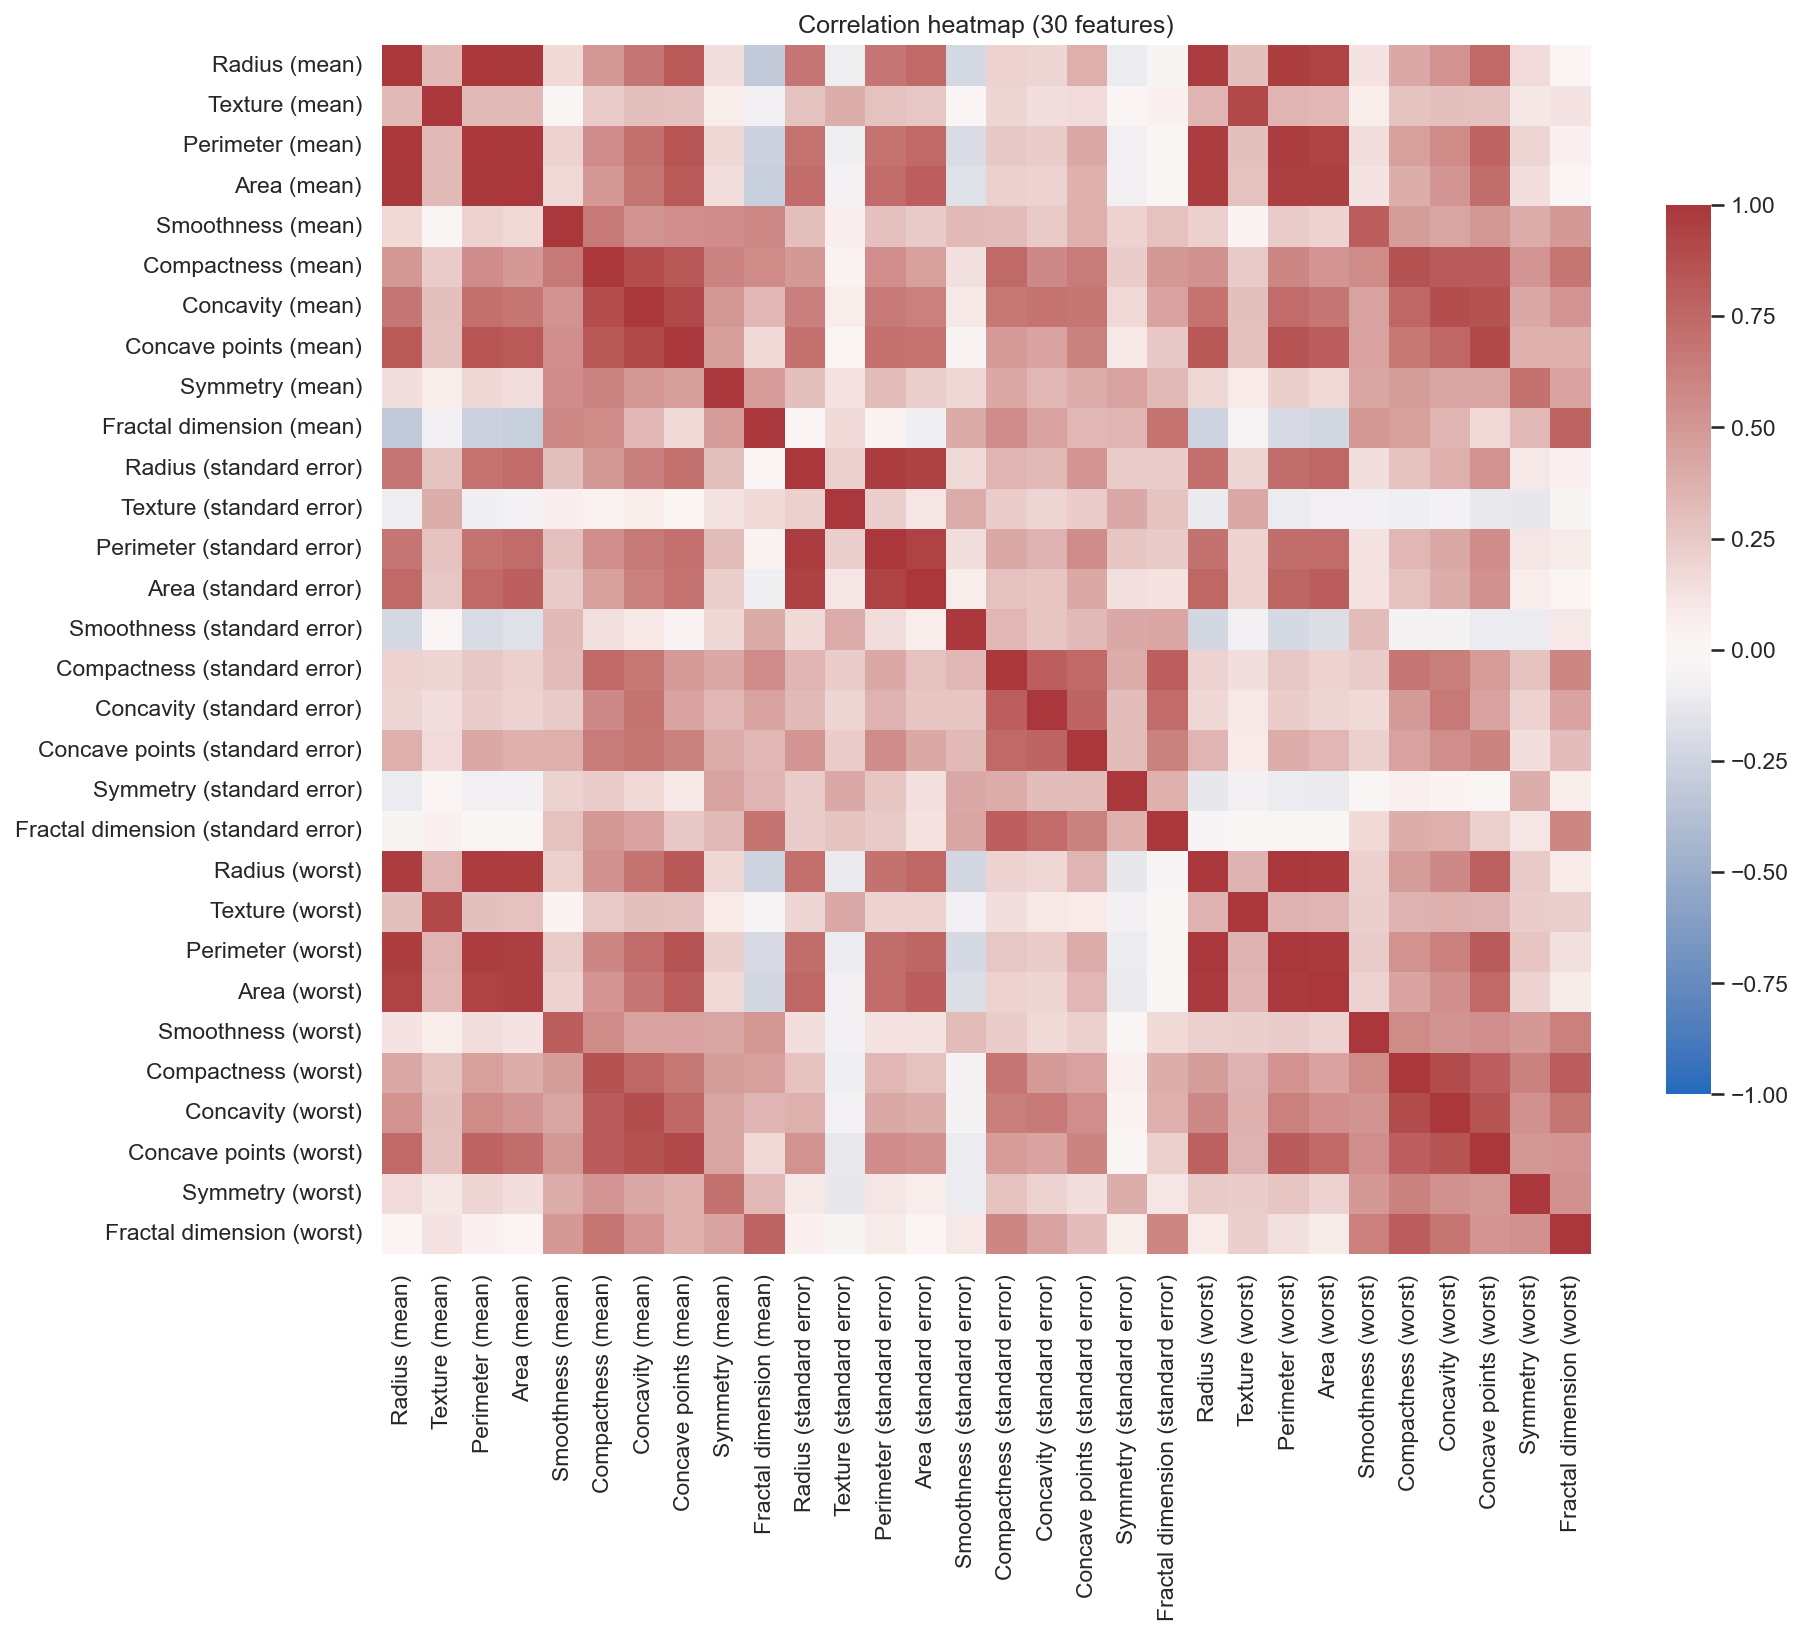 Correlation heatmap (30 features)
Radius (mean)
Texture (mean)
Perimeter (mean)
Area (mean)
Smoothness (mean)
Compactness (mean)
Concavity (mean)
Concave points (mean)
Symmetry (mean)
Fractal dimension (mean)
Radius (standard error)
Texture (standard error)
Perimeter (standard error)
Area (standard error)
Smoothness (standard error)
Compactness (standard error)
Concavity (standard error)
Concave points (standard error)
Symmetry (standard error)
Fractal dimension (standard error)
Radius (worst)
Texture (worst)
Perimeter (worst)
Area (worst)
Smoothness (worst)
Compactness (worst)
Concavity (worst)
Concave points (worst)
Symmetry (worst)
Fractal dimension (worst)
Radius (mean)
Texture (mean)
Perimeter (mean)
Area (mean)
Smoothness (mean)
Compactness (mean)
Concavity (mean)
Concave points (mean)
Symmetry (mean)
Fractal dimension (mean)
Radius (standard error)
Texture (standard error)
Perimeter (standard error)
Area (standard error)
Smoothness (standard error)
Compactness (standard error)
Concavity (standard error)
Concave points (standard error)
Symmetry (standard error)
Fractal dimension (standard error)
Radius (worst)
Texture (worst)
Perimeter (worst)
Area (worst)
Smoothness (worst)
Compactness (worst)
Concavity (worst)
Concave points (worst)
Symmetry (worst)
Fractal dimension (worst)
1.00
0.75
0.50
0.25
0.00
−0.25
−0.50
−0.75
−1.00